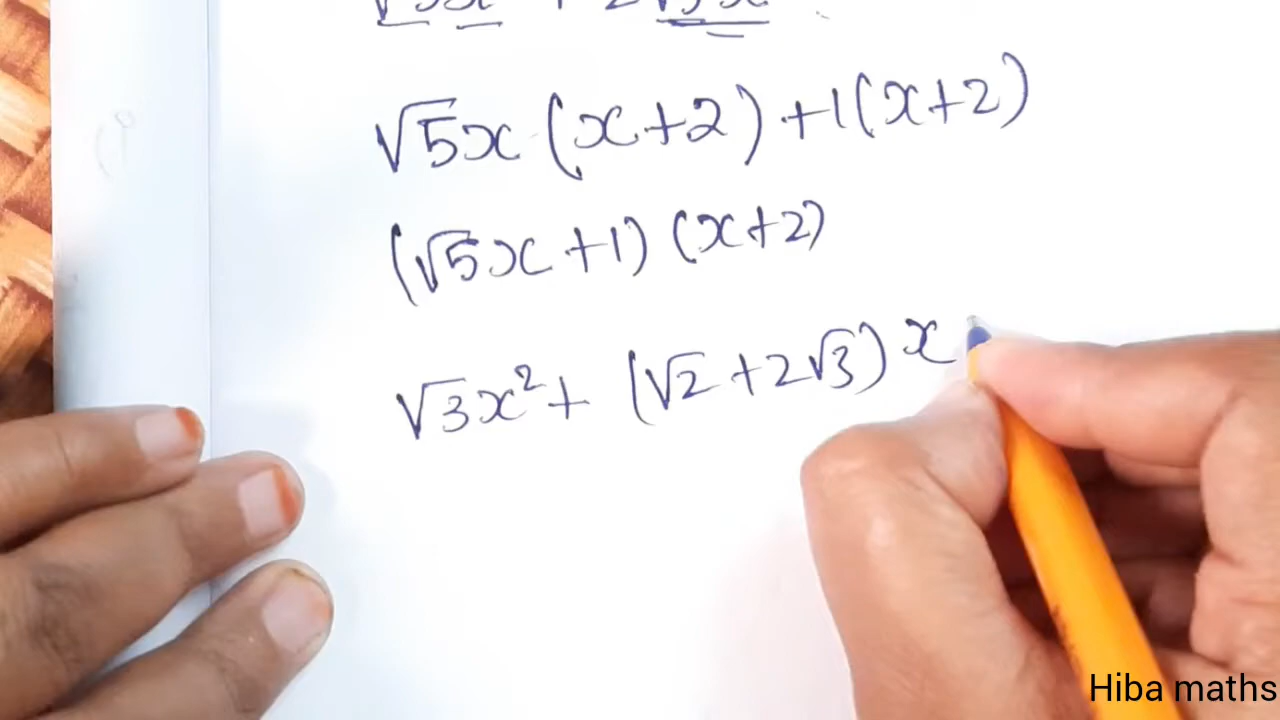 √5x (x+2) +1(x+2)
(√5x +1) (x+2)
√3x²+ (√2+2√3) x
Hiba maths